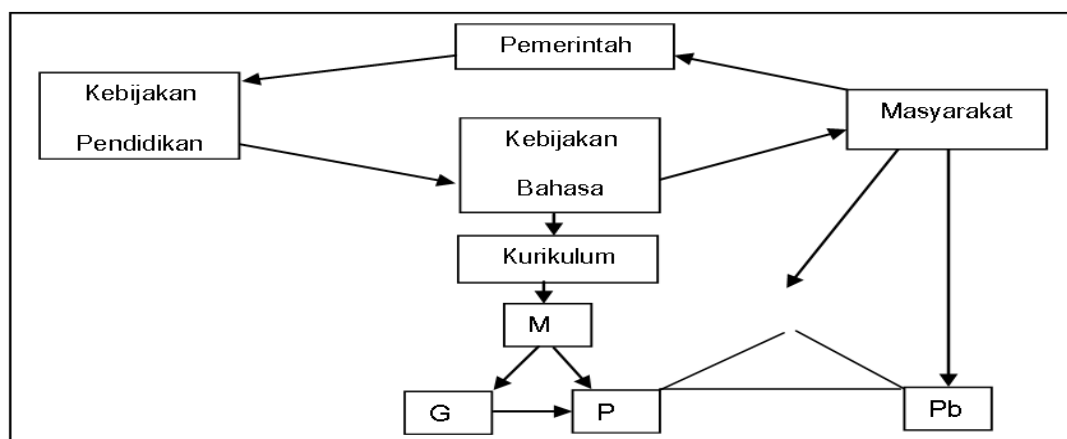 Pemerintah
Kebijakan
Pendidikan
Kebijakan
Bahasa
Masyarakat
Kurikulum
M
G
P
Pb